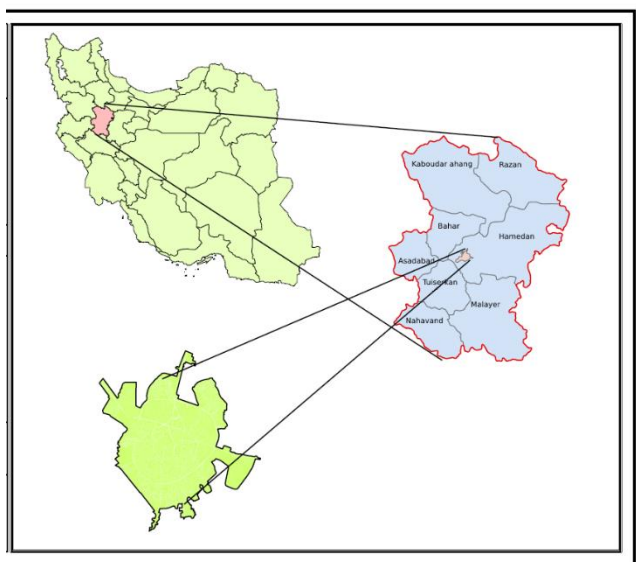 Kaboudar ahang
Razan
Bahar
Hamedan
Asadabad
Tuiserkan
Malayer
Nahavand